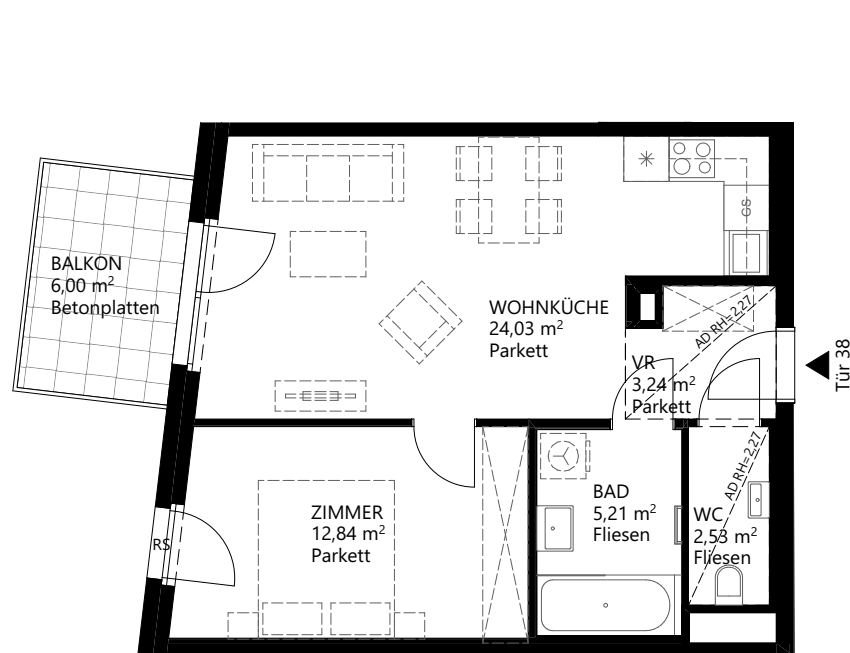 BALKON
6,00 m²
Betonplatten
WOHNKÜCHE
24,03 m²
Parkett
GS
AD RH=2,27
VR
3,24 m²
Parkett
Tür 38
ZIMMER
12,84 m²
Parkett
RS
BAD
5,21 m²
Fliesen
AD RH=2,27
WC
2,53 m²
Fliesen